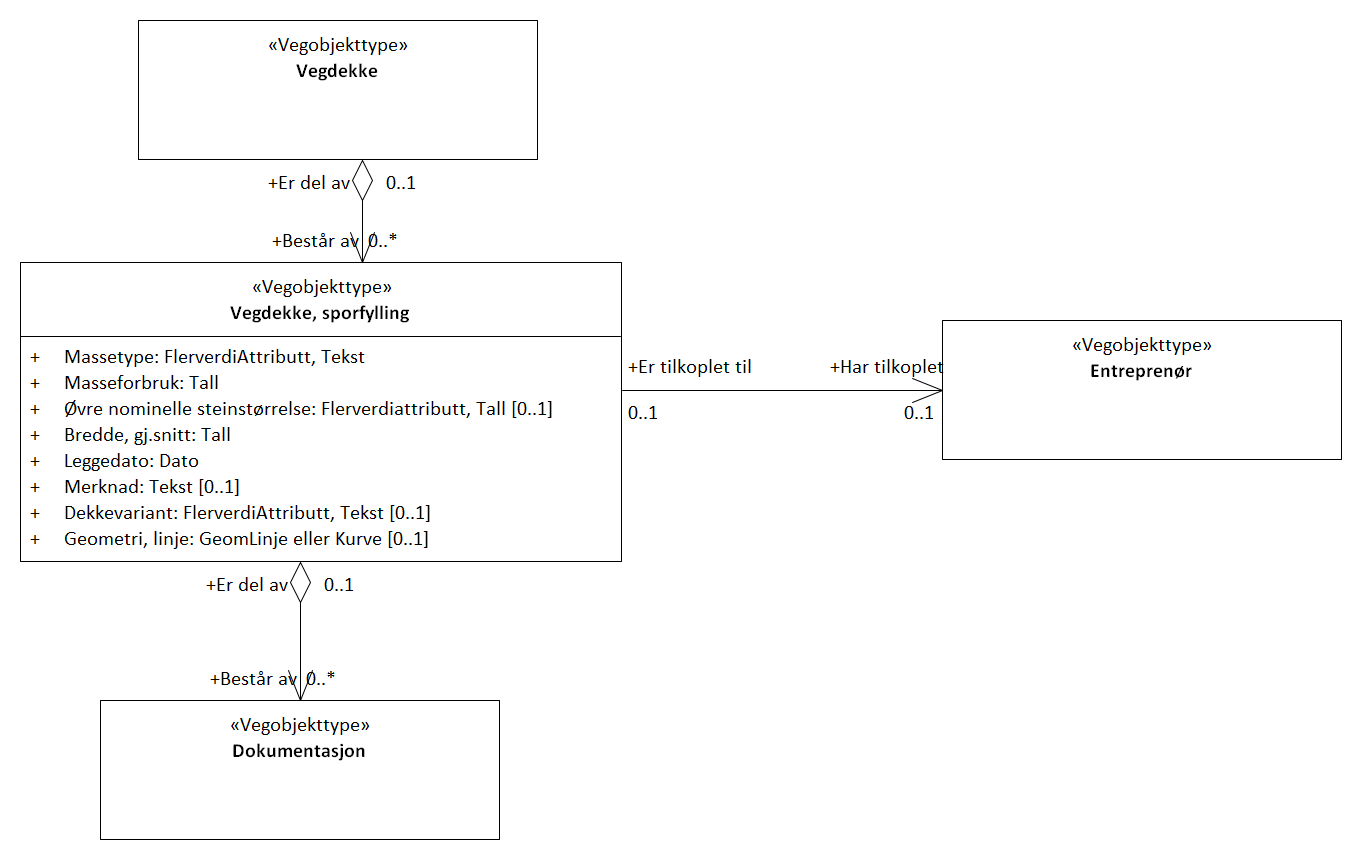 «Vegobjekttype»
Vegdekke
+Er del av 0..1
+Består av 0..*
«Vegobjekttype»
Vegdekke, sporfylling
+ Massetype: FlerverdiAttributt, Tekst
+ Masseforbruk: Tall
+ Øvre nominelle steinstørrelse: Flerverdiattributt, Tall [0..1]
+ Bredde, gj.snitt: Tall
+ Leggedato: Dato
+ Merknad: Tekst [0..1]
+ Dekkevariant: FlerverdiAttributt, Tekst [0..1]
+ Geometri, linje: GeomLinje eller Kurve [0..1]
+Er tilkoplet til +Har tilkoplet
0..1 0..1
«Vegobjekttype»
Entreprenør
+Er del av 0..1
+Består av 0..*
«Vegobjekttype»
Dokumentasjon